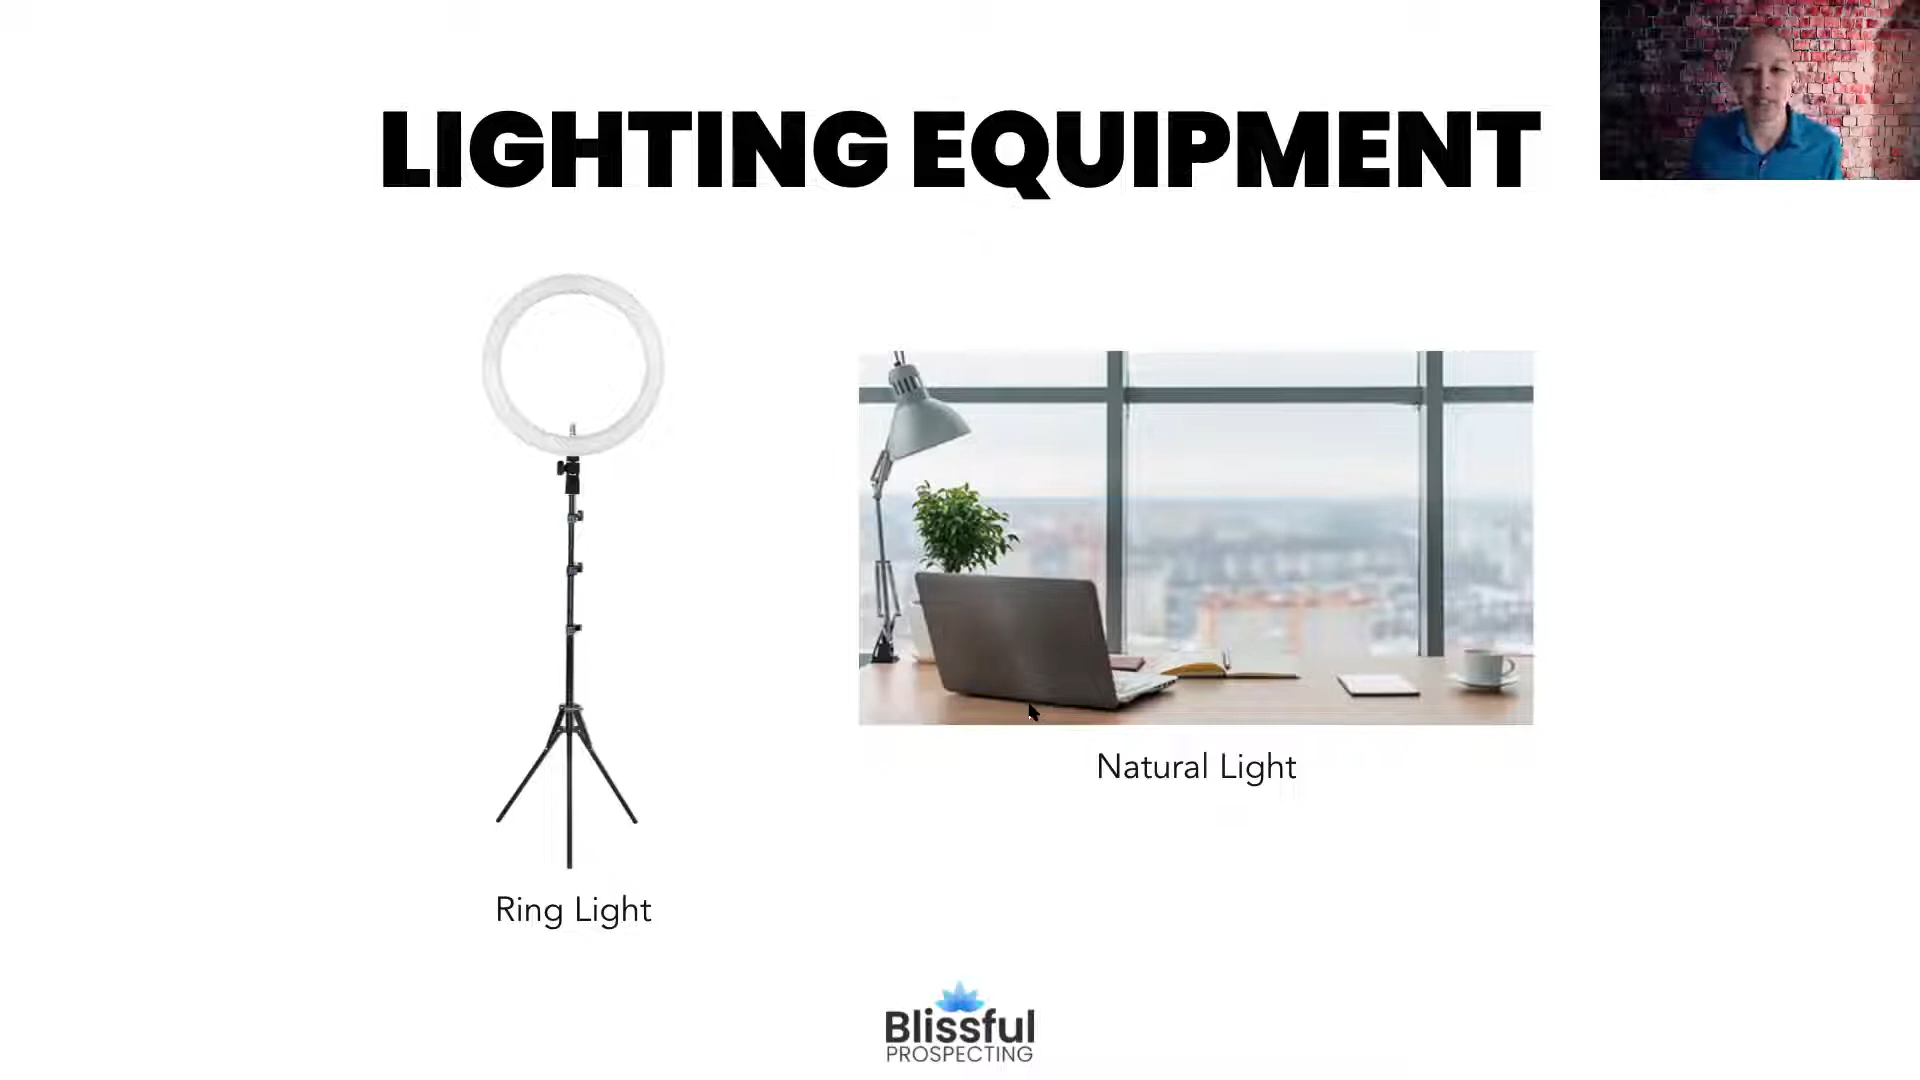 LIGHTING EQUIPMENT
Natural Light
Ring Light
Blissful
PROSPECTING